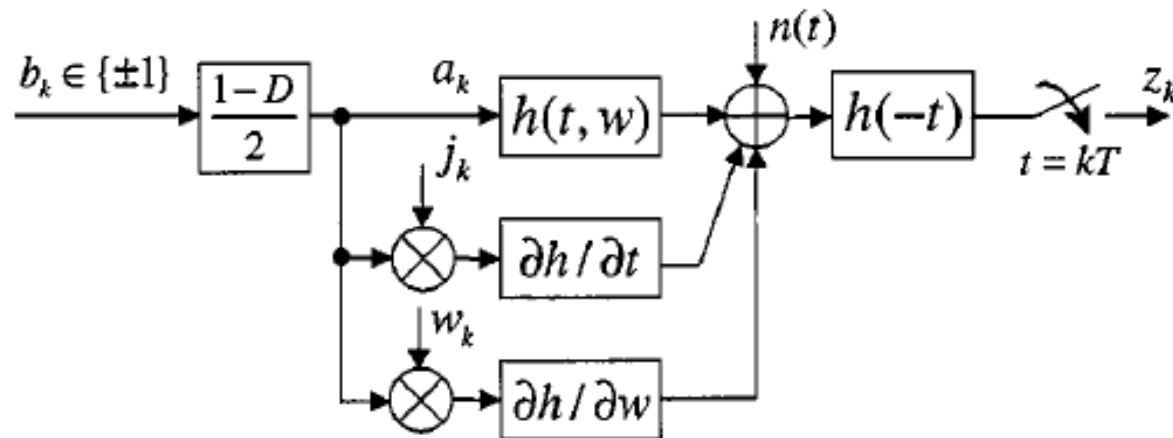 b_k ∈ {±1}
1−D
2
a_k
h(t, w)
n(t)
h(−t)
z_k
t = kT
j_k
∂h / ∂t
w_k
∂h / ∂w